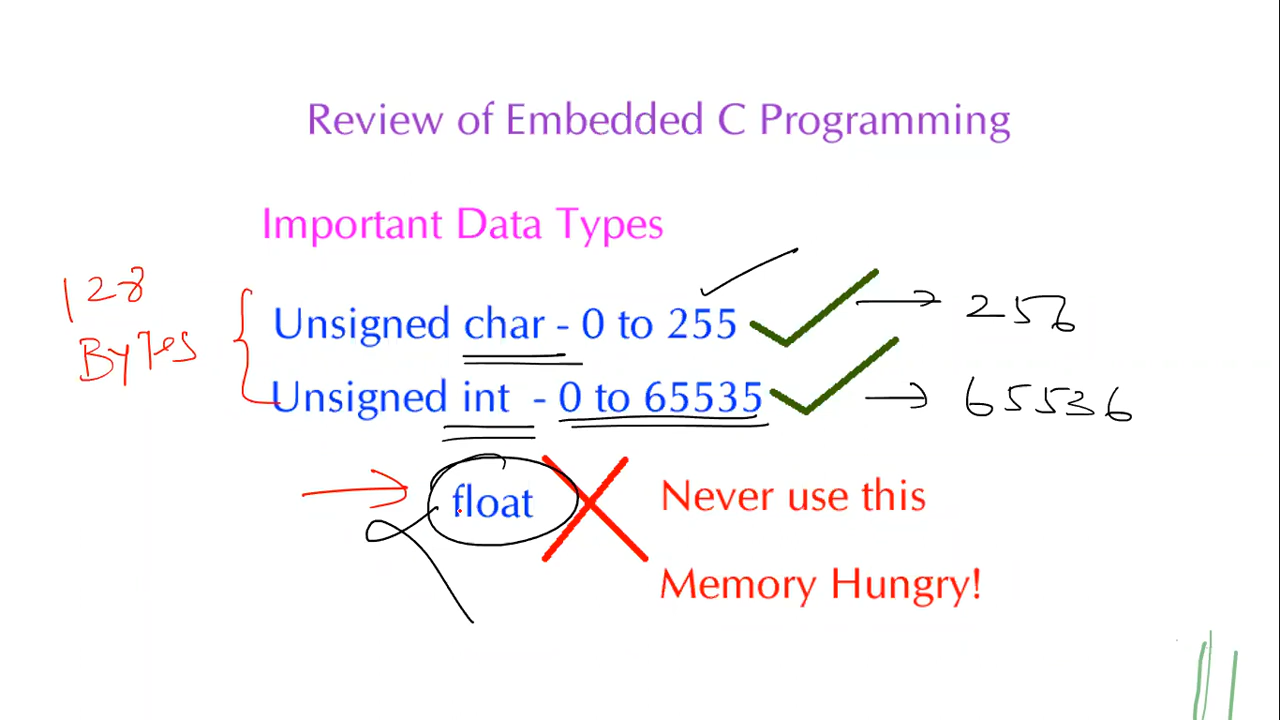 Review of Embedded C Programming
Important Data Types
128
Bytes
Unsigned char - 0 to 255 → 256
Unsigned int - 0 to 65535 → 65536
→ float Never use this
Memory Hungry!